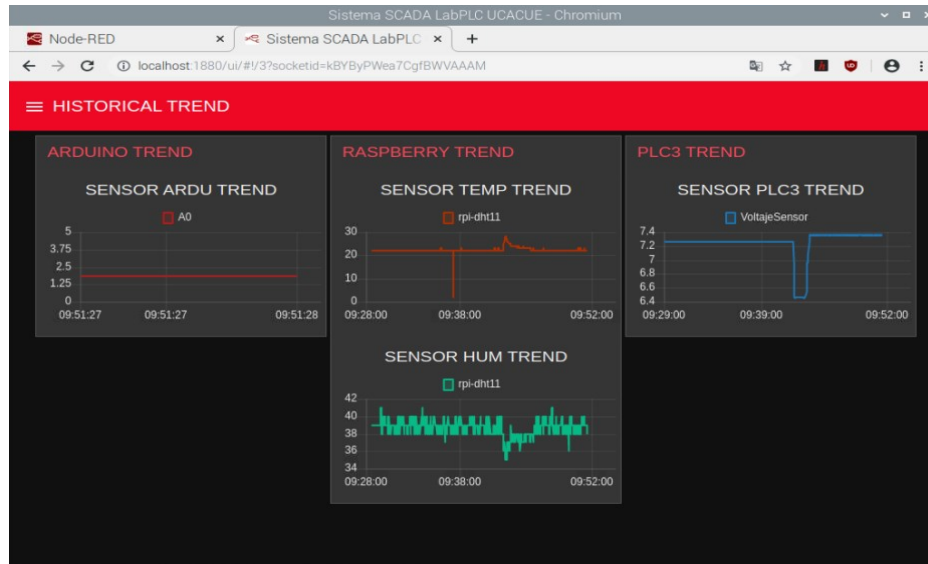 Sistema SCADA LabPLC UCACUE - Chromium
Node-RED
Sistema SCADA LabPLC
localhost:1880/ui/#!/3?socketid=kBYByPWea7CgfBWVAAAM
HISTORICAL TREND
ARDUINO TREND
SENSOR ARDU TREND
A0
5
3.75
2.5
1.25
0
09:51:27 09:51:27 09:51:28
RASPBERRY TREND
SENSOR TEMP TREND
rpi-dht11
30
20
10
0
09:28:00 09:38:00 09:52:00
SENSOR HUM TREND
rpi-dht11
42
40
38
36
34
09:28:00 09:38:00 09:52:00
PLC3 TREND
SENSOR PLC3 TREND
VoltajeSensor
7.4
7.2
7
6.8
6.6
6.4
09:29:00 09:39:00 09:52:00